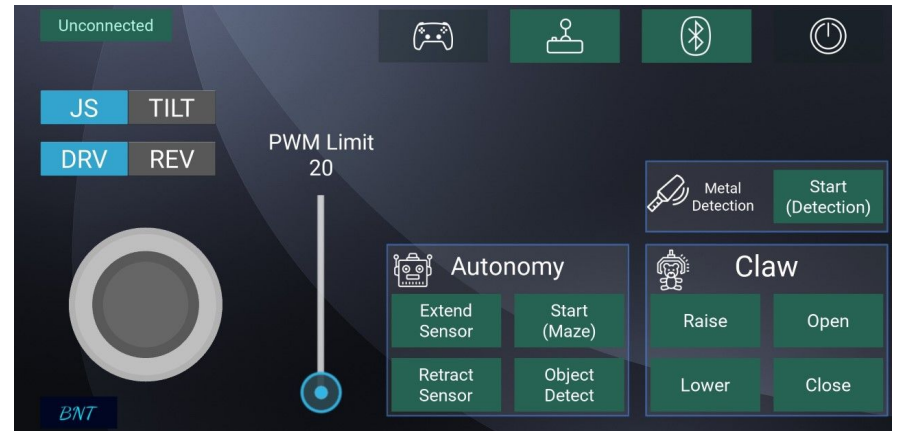 Unconnected
JS TILT
DRV REV
PWM Limit
20
Metal
Detection
Start
(Detection)
Autonomy
Extend
Sensor
Start
(Maze)
Retract
Sensor
Object
Detect
Claw
Raise
Open
Lower
Close
BNT